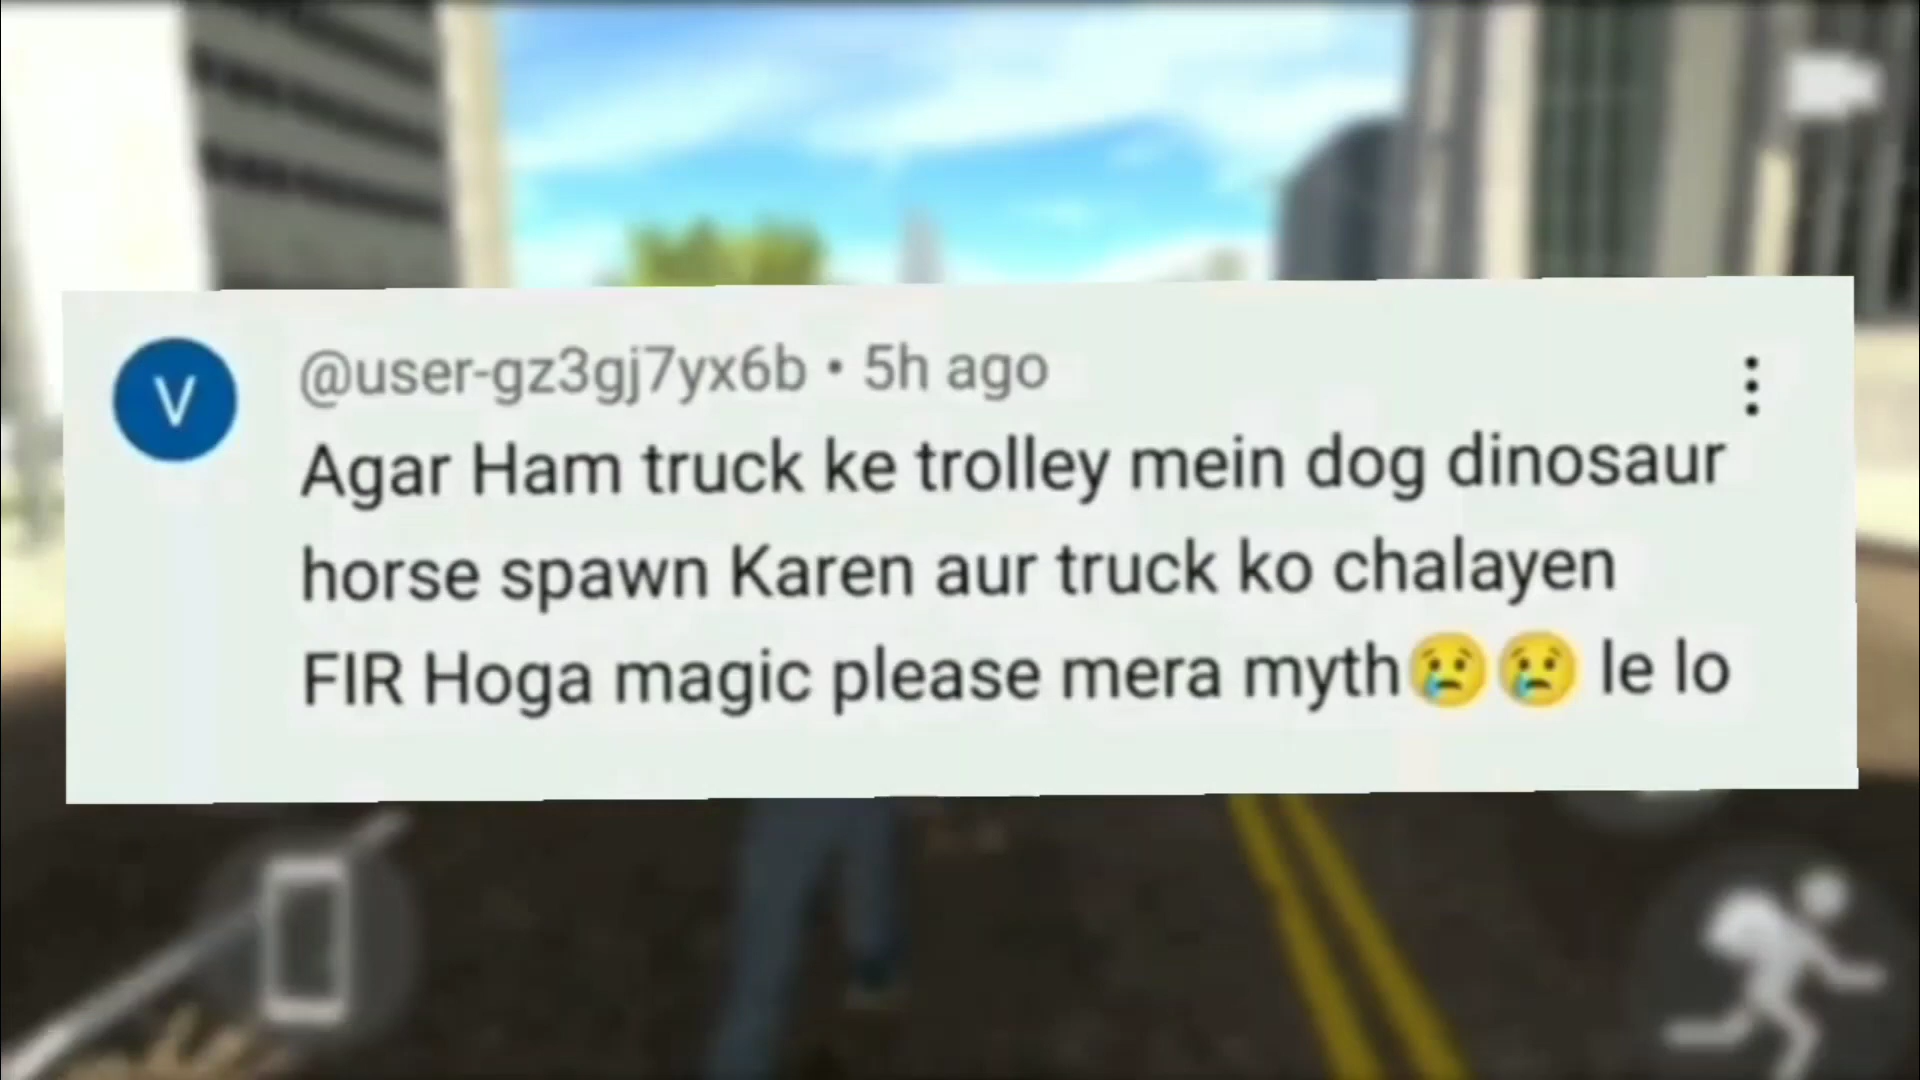 V
@user-gz3gj7yx6b • 5h ago
Agar Ham truck ke trolley mein dog dinosaur
horse spawn Karen aur truck ko chalayen
FIR Hoga magic please mera myth😢😢 le lo